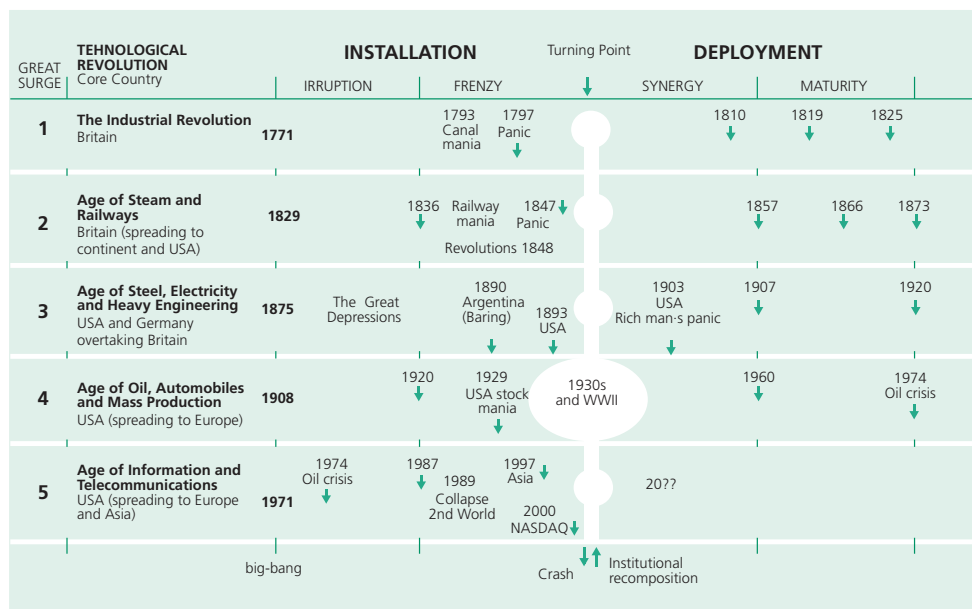 GREAT
SURGE
TEHNOLOGICAL
REVOLUTION
Core Country
INSTALLATION
Turning Point
DEPLOYMENT
IRRUPTION
FRENZY
SYNERGY
MATURITY
1
The Industrial Revolution
Britain
1771
1793
Canal
mania
1797
Panic
1810
1819
1825
2
Age of Steam and
Railways
Britain (spreading to
continent and USA)
1829
1836
Railway
mania
1847
Panic
Revolutions 1848
1857
1866
1873
3
Age of Steel, Electricity
and Heavy Engineering
USA and Germany
overtaking Britain
1875
The Great
Depressions
1890
Argentina
(Baring)
1893
USA
1903
USA
Rich man·s panic
1907
1920
4
Age of Oil, Automobiles
and Mass Production
USA (spreading to Europe)
1908
1920
1929
USA stock
mania
1930s
and WWII
1960
1974
Oil crisis
5
Age of Information and
Telecommunications
USA (spreading to Europe
and Asia)
1971
1974
Oil crisis
1987
1989
Collapse
2nd World
1997
Asia
2000
NASDAQ
20??
big-bang
Crash
Institutional
recomposition